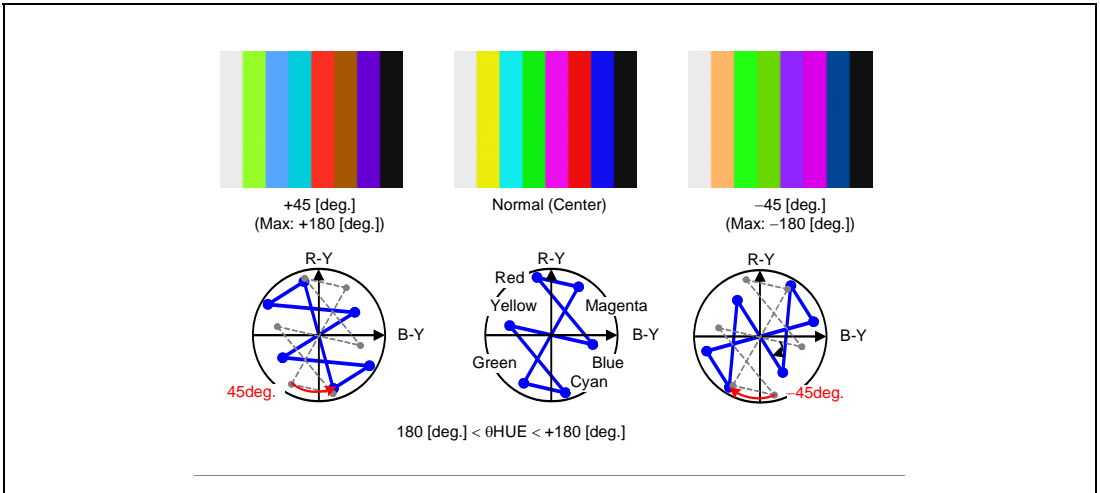 +45 [deg.]
(Max: +180 [deg.])
Normal (Center)
−45 [deg.]
(Max: −180 [deg.])
R-Y
B-Y
45deg.
R-Y
Red
Yellow
Magenta
B-Y
Green
Blue
Cyan
R-Y
B-Y
−45deg.
180 [deg.] < θHUE < +180 [deg.]